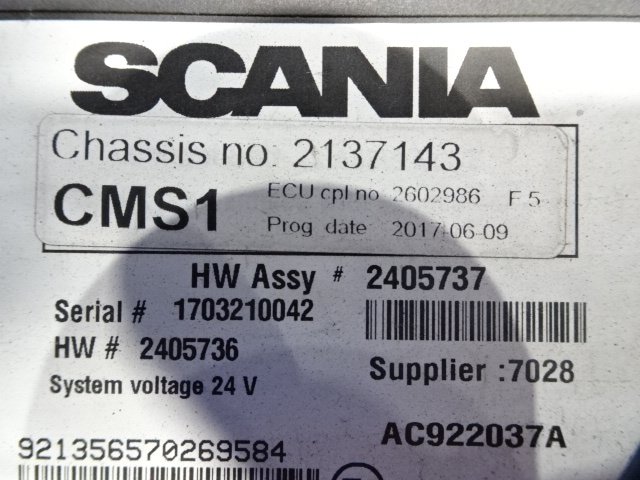 SCANIA
Chassis no. 2137143
CMS1 ECU cpl no 2602986 F 5
Prog date 2017-06-09
HW Assy # 2405737
Serial # 1703210042
HW # 2405736
Supplier :7028
System voltage 24 V
AC922037A
921356570269584